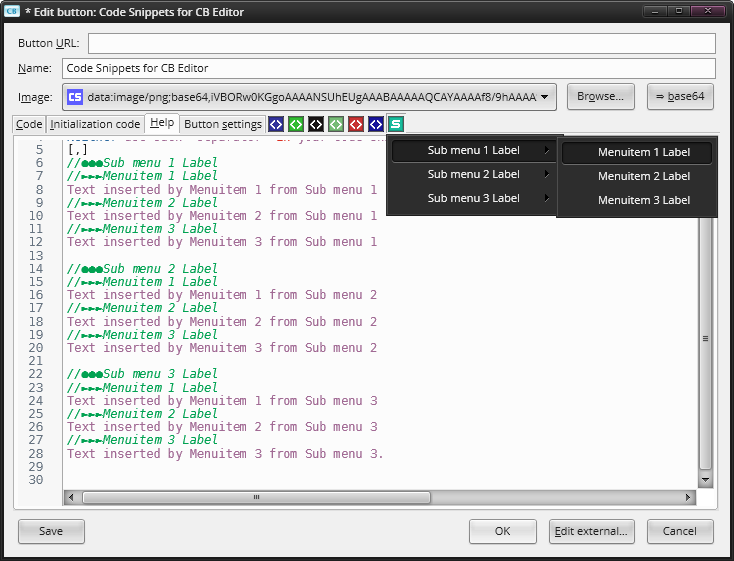 * Edit button: Code Snippets for CB Editor
Button URL:
Name: Code Snippets for CB Editor
Image: CS data:image/png;base64,iVBORw0KGgoAAAANSUhEUgAAABAAAAAQCAYAAAAf8/9hAAAA Browse... ⇒ base64
Code Initialization code Help Button settings
Sub menu 1 Label
Sub menu 2 Label
Sub menu 3 Label
Menuitem 1 Label
Menuitem 2 Label
Menuitem 3 Label
5 [,]
6 //●●●Sub menu 1 Label
7 //►►►Menuitem 1 Label
8 Text inserted by Menuitem 1 from Sub menu 1
9 //►►►Menuitem 2 Label
10 Text inserted by Menuitem 2 from Sub menu 1
11 //►►►Menuitem 3 Label
12 Text inserted by Menuitem 3 from Sub menu 1
13
14 //●●●Sub menu 2 Label
15 //►►►Menuitem 1 Label
16 Text inserted by Menuitem 1 from Sub menu 2
17 //►►►Menuitem 2 Label
18 Text inserted by Menuitem 2 from Sub menu 2
19 //►►►Menuitem 3 Label
20 Text inserted by Menuitem 3 from Sub menu 2
21
22 //●●●Sub menu 3 Label
23 //►►►Menuitem 1 Label
24 Text inserted by Menuitem 1 from Sub menu 3
25 //►►►Menuitem 2 Label
26 Text inserted by Menuitem 2 from Sub menu 3
27 //►►►Menuitem 3 Label
28 Text inserted by Menuitem 3 from Sub menu 3.
29
30
Save OK Edit external... Cancel